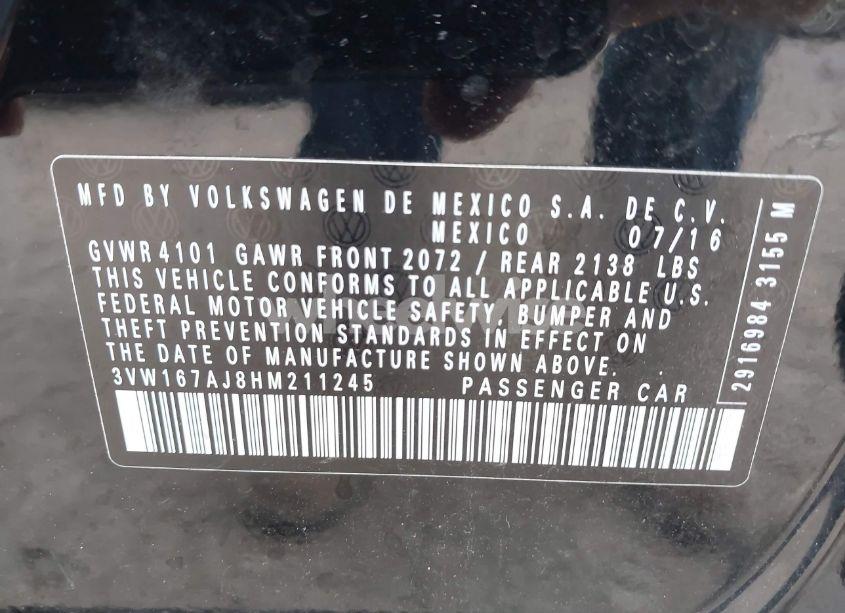 MFD BY VOLKSWAGEN DE MEXICO S.A. DE C.V.
MEXICO 07/16
GVWR 4101 GAWR FRONT 2072 / REAR 2138 LBS
THIS VEHICLE CONFORMS TO ALL APPLICABLE U.S.
FEDERAL MOTOR VEHICLE SAFETY, BUMPER AND
THEFT PREVENTION STANDARDS IN EFFECT ON
THE DATE OF MANUFACTURE SHOWN ABOVE.
3VW167AJ8HM211245 PASSENGER CAR
2916984 3155 M